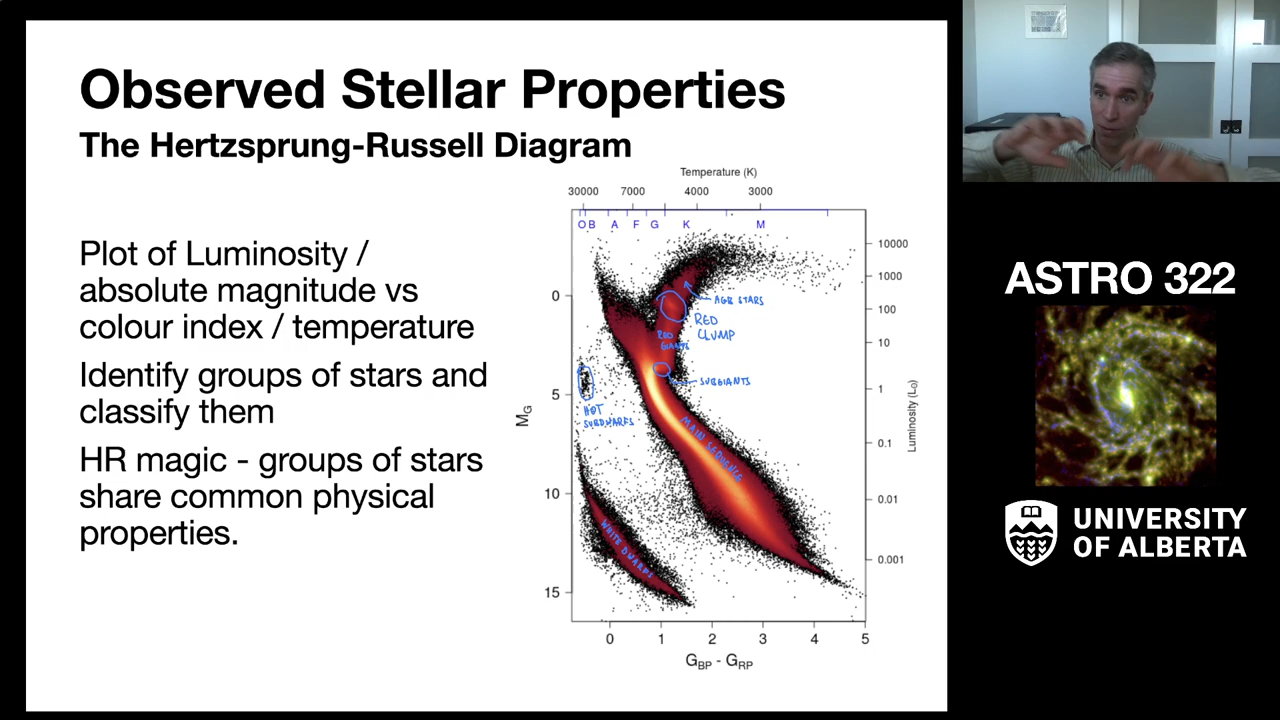 Observed Stellar Properties
The Hertzsprung-Russell Diagram
Plot of Luminosity /
absolute magnitude vs
colour index / temperature
Identify groups of stars and
classify them
HR magic - groups of stars
share common physical
properties.
Temperature (K)
30000 7000 4000 3000
O B A F G K M
0
5
10
15
M_G
10000
1000
100
10
1
0.1
0.01
0.001
Luminosity (L⊙)
AGB STARS
RED
CLUMP
RED
GIANTS
SUBGIANTS
HOT
SUBDWARFS
MAIN SEQUENCE
WHITE DWARFS
0 1 2 3 4 5
G_BP - G_RP
ASTRO 322
UNIVERSITY
OF ALBERTA